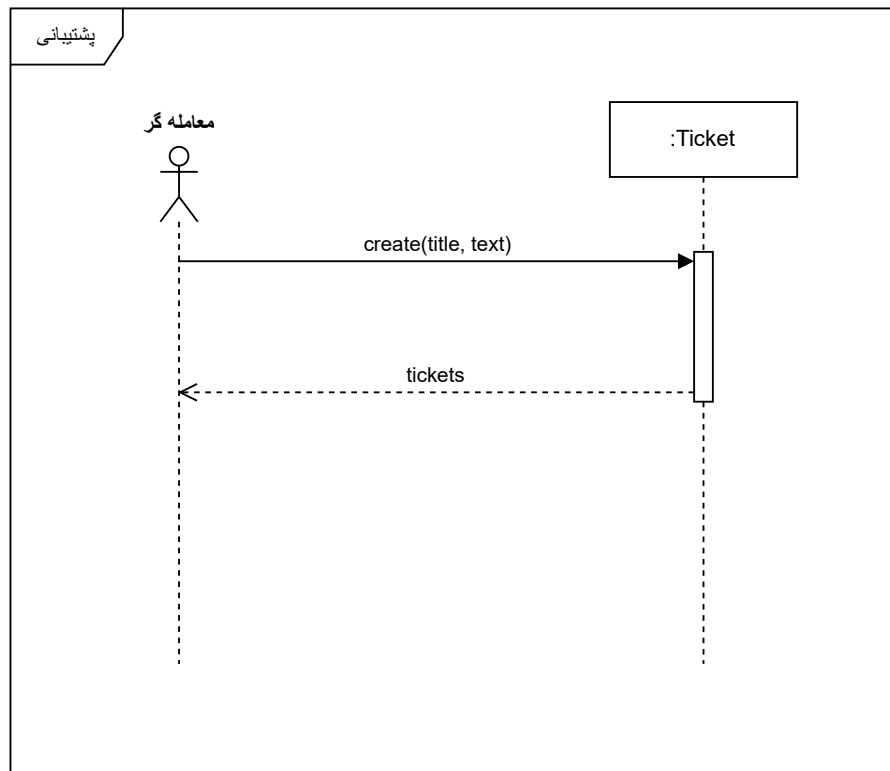 پشتیبانی
معامله گر
:Ticket
create(title, text)
tickets